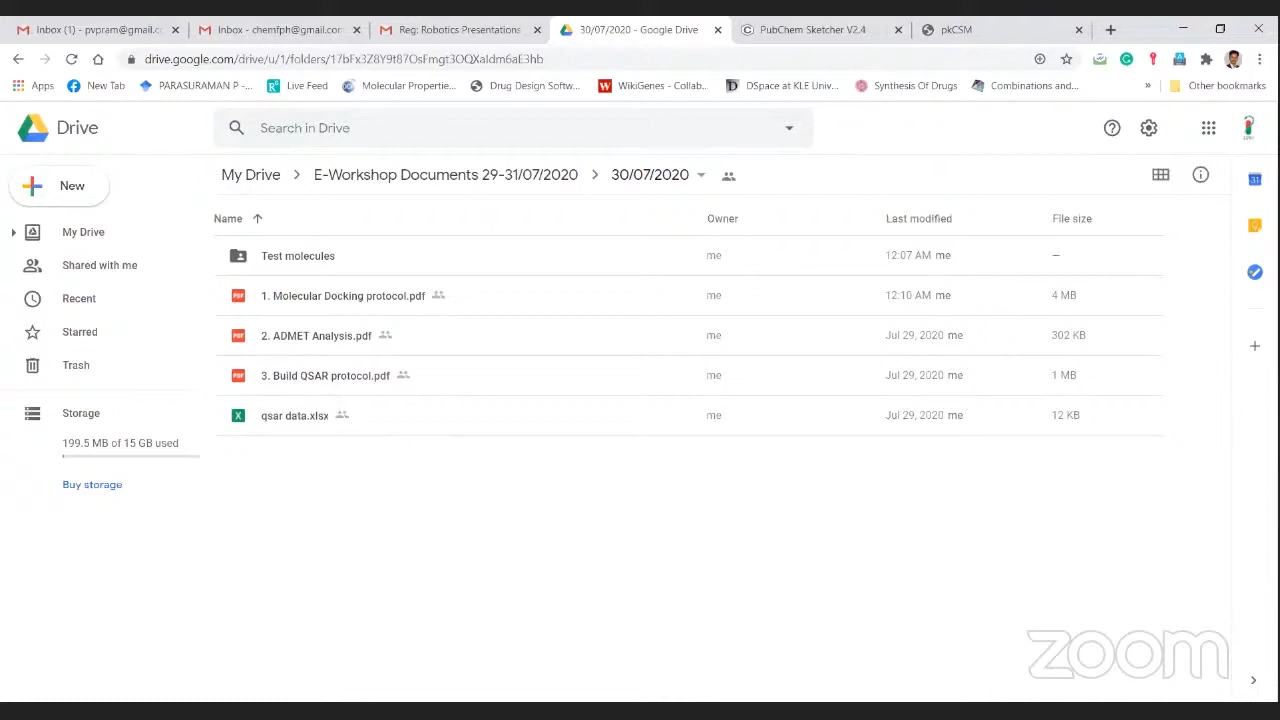 Inbox (1) - pvpram@gmail.cc
Inbox - chemfph@gmail.com
Reg: Robotics Presentations
30/07/2020 - Google Drive
PubChem Sketcher V2.4
pkCSM
Apps
New Tab
PARASURAMAN P -...
Live Feed
Molecular Propertie...
Drug Design Softw...
WikiGenes - Collab...
DSpace at KLE Univ...
Synthesis Of Drugs
Combinations and...
»
Other bookmarks
Drive
Search in Drive
New
My Drive
Shared with me
Recent
Starred
Trash
Storage
199.5 MB of 15 GB used
Buy storage
My Drive > E-Workshop Documents 29-31/07/2020 > 30/07/2020
Name Owner Last modified File size
Test molecules me 12:07 AM me —
1. Molecular Docking protocol.pdf me 12:10 AM me 4 MB
2. ADMET Analysis.pdf me Jul 29, 2020 me 302 KB
3. Build QSAR protocol.pdf me Jul 29, 2020 me 1 MB
qsar data.xlsx me Jul 29, 2020 me 12 KB
zoom